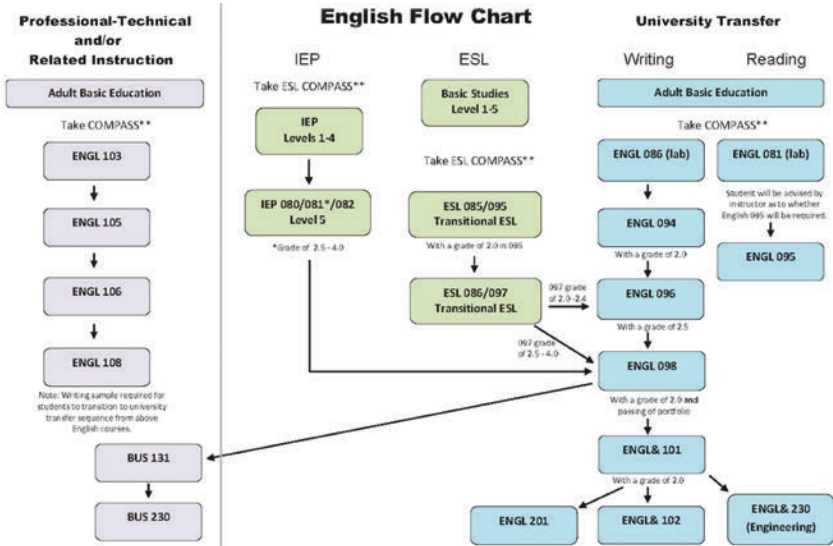 Professional-Technical
and/or
Related Instruction
Adult Basic Education
Take COMPASS**
ENGL 103
ENGL 105
ENGL 106
ENGL 108
Note: Writing sample required for
students to transition to university
transfer sequence from above
English courses.
BUS 131
BUS 230
English Flow Chart
IEP
Take ESL COMPASS**
IEP
Levels 1-4
IEP 080/081*/082
Level 5
*Grade of 2.5 - 4.0
ESL
Basic Studies
Level 1-5
Take ESL COMPASS**
ESL 085/095
Transitional ESL
With a grade of 2.0 in 095
ESL 086/097
Transitional ESL
097 grade
of 2.0 -2.4
097 grade
of 2.5 - 4.0
University Transfer
Writing
Reading
Adult Basic Education
Take COMPASS**
ENGL 086 (lab)
ENGL 094
With a grade of 2.0
ENGL 096
With a grade of 2.5
ENGL 098
With a grade of 2.0 and
passing of portfolio
ENGL& 101
With a grade of 2.0
ENGL 201
ENGL& 102
ENGL& 230
(Engineering)
ENGL 081 (lab)
Student will be advised by
instructor as to whether
English 095 will be required.
ENGL 095